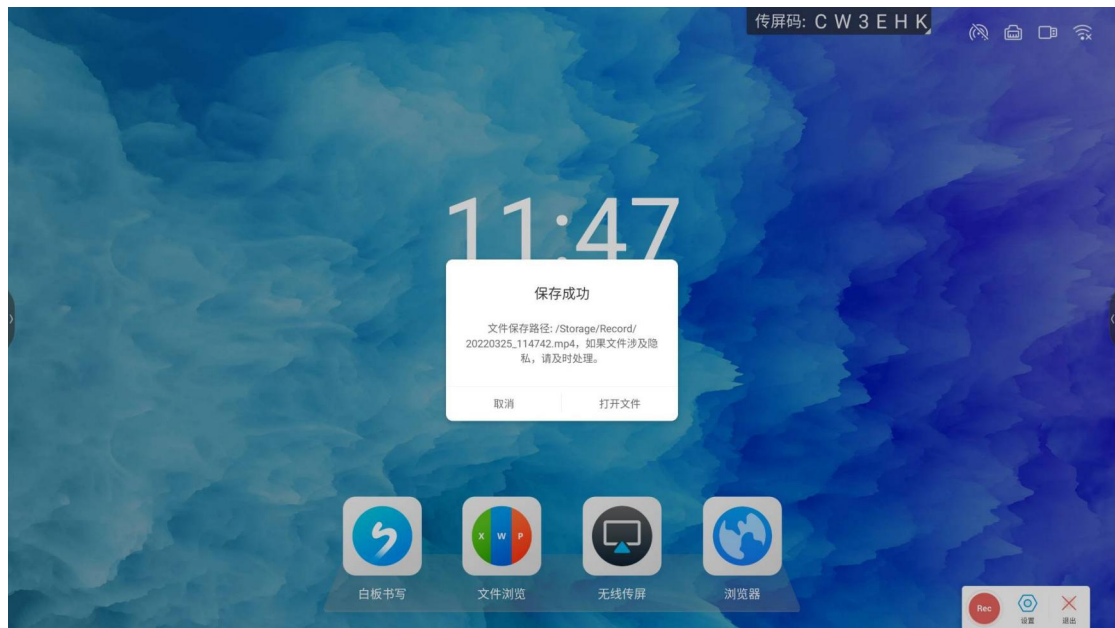 传屏码: C W 3 E H K
11:47
保存成功
文件保存路径: /Storage/Record/
20220325_114742.mp4，如果文件涉及隐
私，请及时处理。
取消 打开文件
X W P
白板书写 文件浏览 无线传屏 浏览器
Rec 设置 退出